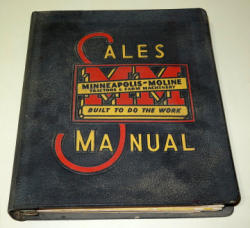 SALES
MM
MINNEAPOLIS-MOLINE
TRACTORS & FARM MACHINERY
BUILT TO DO THE WORK
MANUAL